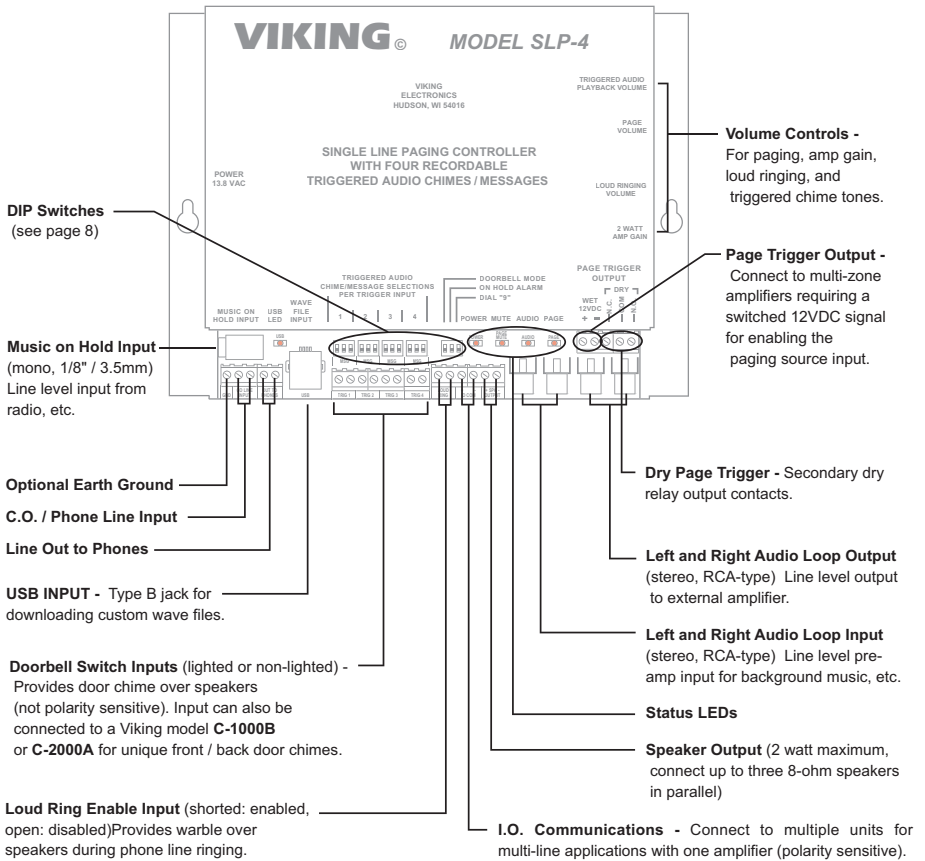 VIKING © MODEL SLP-4
VIKING
ELECTRONICS
HUDSON, WI 54016
SINGLE LINE PAGING CONTROLLER
WITH FOUR RECORDABLE
TRIGGERED AUDIO CHIMES / MESSAGES
POWER
13.8 VAC
TRIGGERED AUDIO
PLAYBACK VOLUME
PAGE
VOLUME
LOUD RINGING
VOLUME
2 WATT
AMP GAIN
Volume Controls -
For paging, amp gain,
loud ringing, and
triggered chime tones.
DIP Switches
(see page 8)
Page Trigger Output -
Connect to multi-zone
amplifiers requiring a
switched 12VDC signal
for enabling the
paging source input.
TRIGGERED AUDIO
CHIME/MESSAGE SELECTIONS
PER TRIGGER INPUT
1 2 3 4
DOORBELL MODE
ON HOLD ALARM
DIAL "9"
PAGE TRIGGER
OUTPUT
DRY
WET
12VDC
+ -
N.C.
COM
N.O.
MUSIC ON
HOLD INPUT
USB
LED
WAVE
FILE
INPUT
POWER MUTE AUDIO PAGE
USB
MSG MSG MSG MSG
POWER
PAGE
MUTE
AUDIO
PAGE
Music on Hold Input
(mono, 1/8" / 3.5mm)
Line level input from
radio, etc.
GND
USB
TRIG 1 TRIG 2 TRIG 3 TRIG 4
Optional Earth Ground
C.O. / Phone Line Input
Line Out to Phones
USB INPUT - Type B jack for
downloading custom wave files.
Doorbell Switch Inputs (lighted or non-lighted) -
Provides door chime over speakers
(not polarity sensitive). Input can also be
connected to a Viking model C-1000B
or C-2000A for unique front / back door chimes.
Loud Ring Enable Input (shorted: enabled,
open: disabled)Provides warble over
speakers during phone line ringing.
Dry Page Trigger - Secondary dry
relay output contacts.
Left and Right Audio Loop Output
(stereo, RCA-type) Line level output
to external amplifier.
Left and Right Audio Loop Input
(stereo, RCA-type) Line level pre-
amp input for background music, etc.
Status LEDs
Speaker Output (2 watt maximum,
connect up to three 8-ohm speakers
in parallel)
I.O. Communications - Connect to multiple units for
multi-line applications with one amplifier (polarity sensitive).